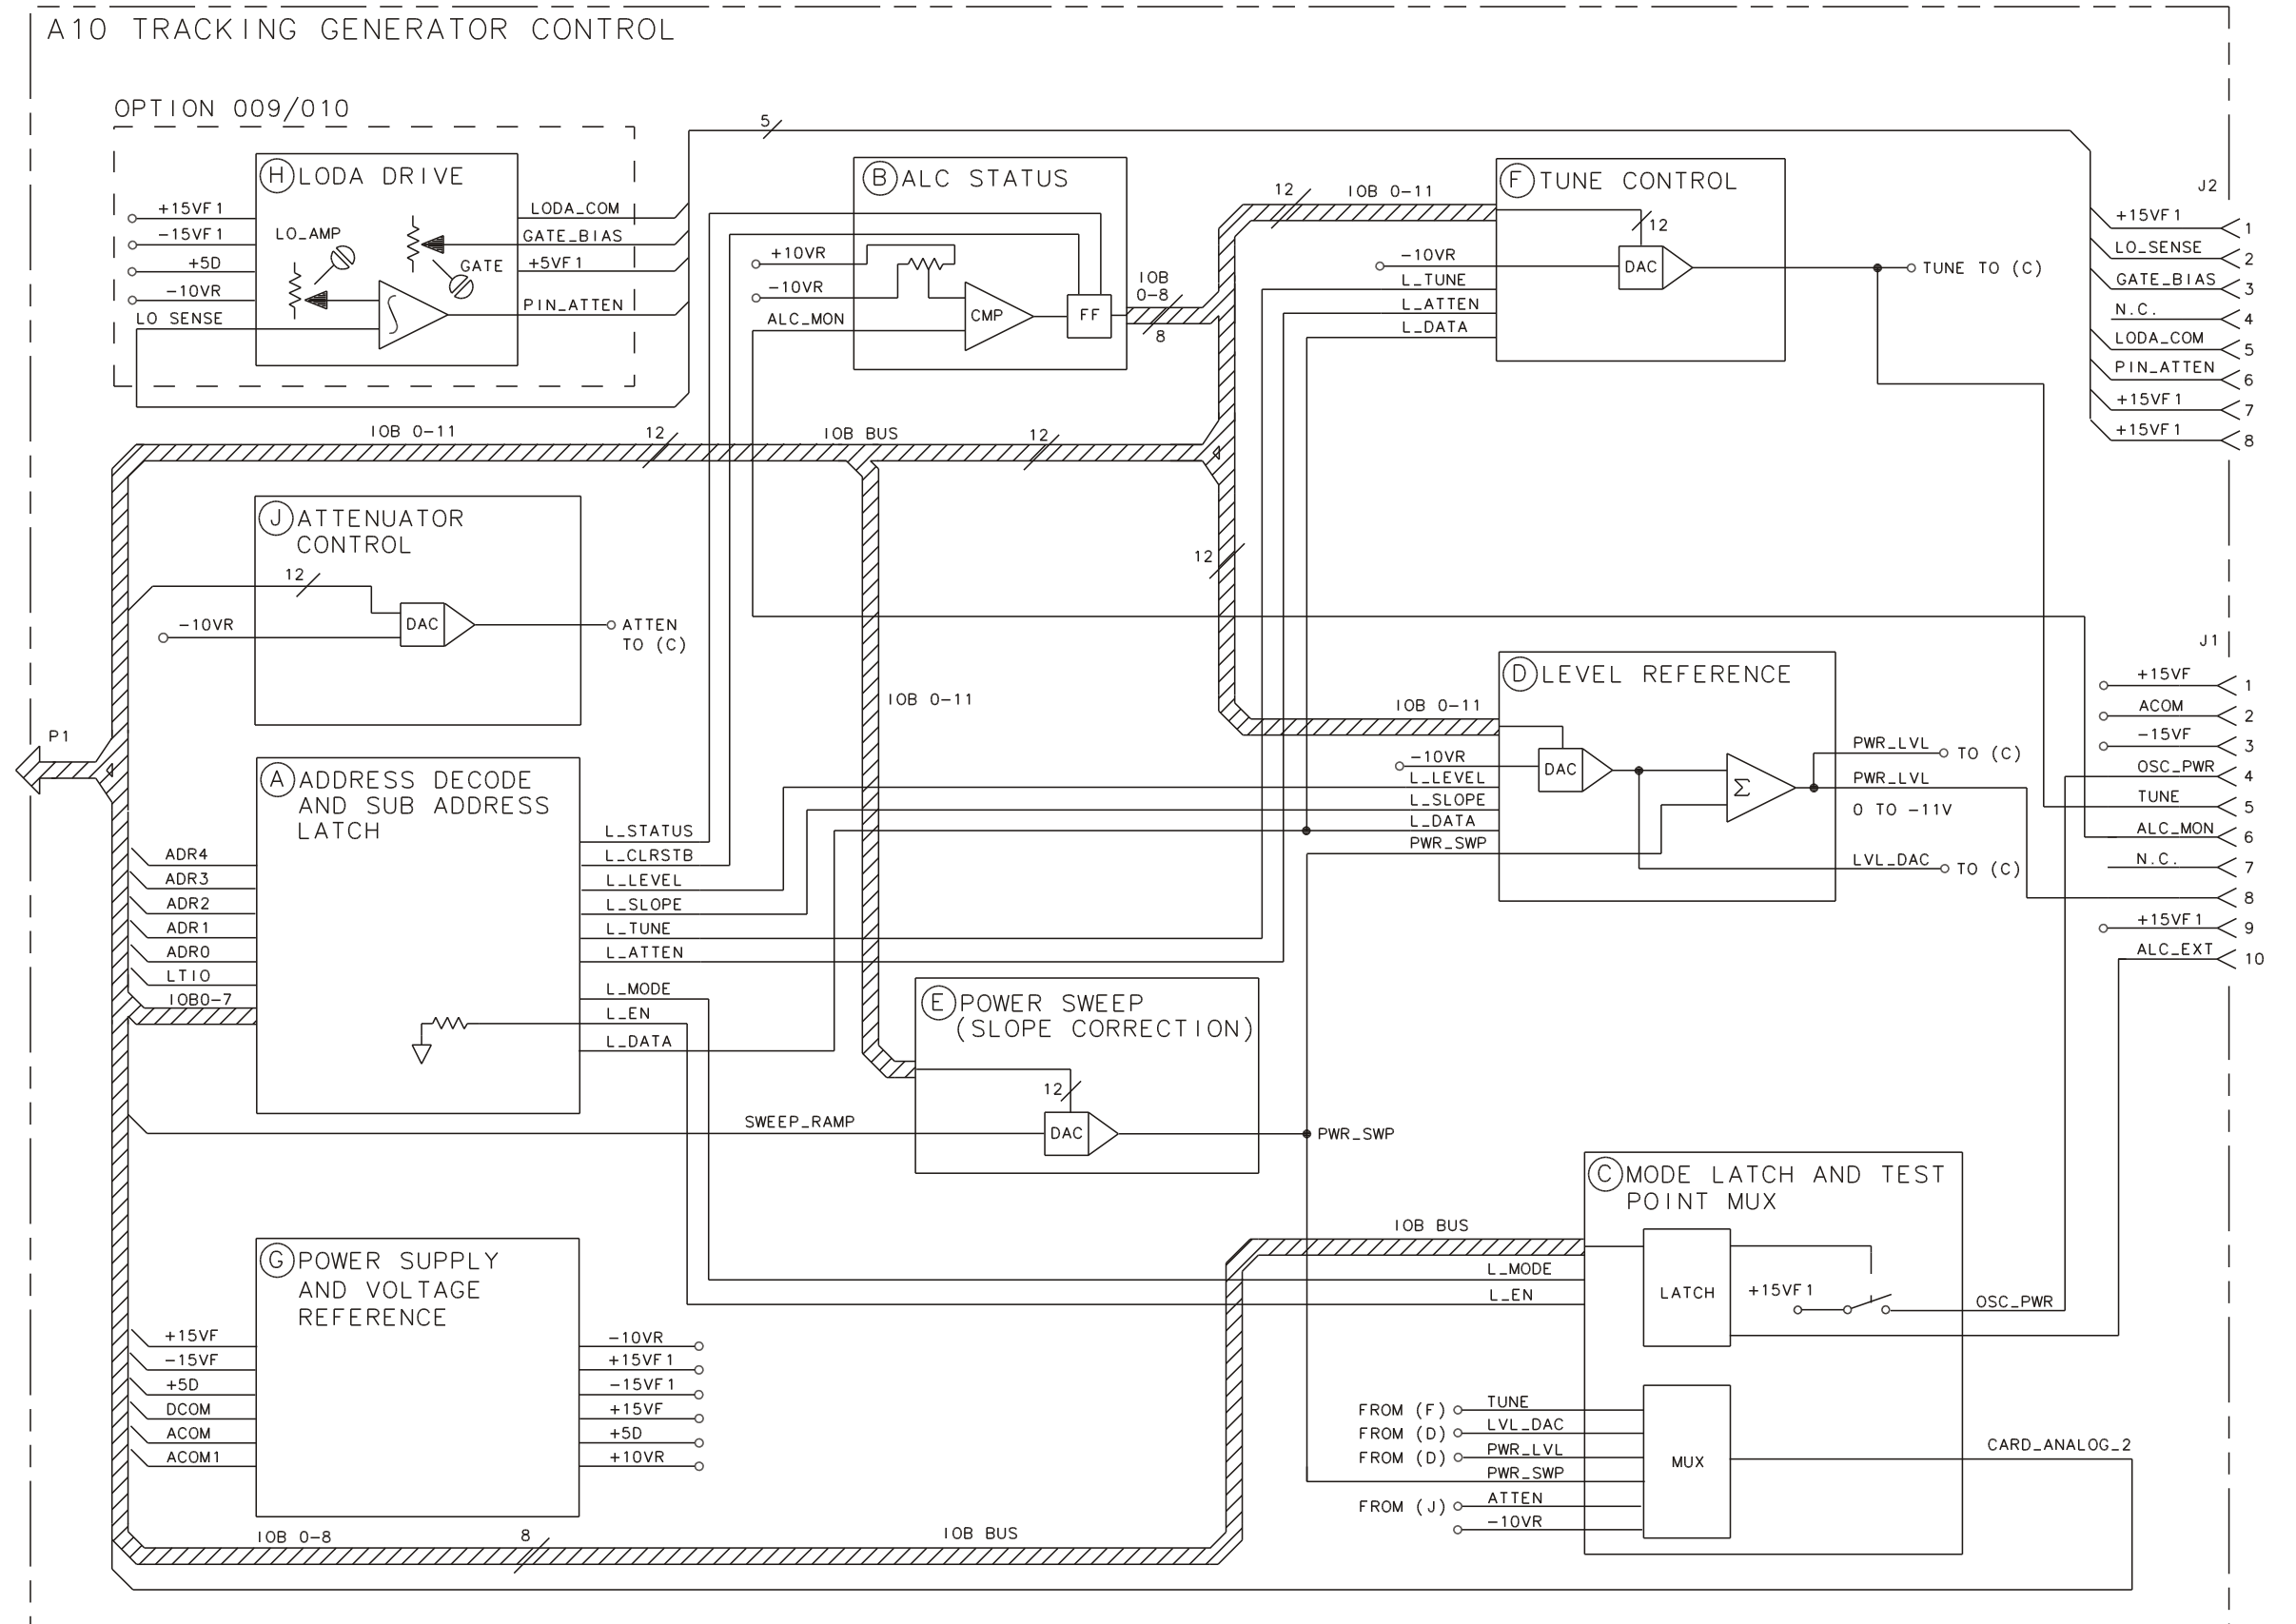 A10 TRACKING GENERATOR CONTROL
OPTION 009/010
H LODA DRIVE
+15VF1
-15VF1
+5D
-10VR
LO SENSE
LO_AMP
GATE
LODA_COM
GATE_BIAS
+5VF1
PIN_ATTEN
5
B ALC STATUS
+10VR
-10VR
ALC_MON
CMP
FF
IOB
0-8
8
12
IOB 0-11
F TUNE CONTROL
12
-10VR
L_TUNE
L_ATTEN
L_DATA
DAC
TUNE TO (C)
J2
+15VF1
1
LO_SENSE
2
GATE_BIAS
3
N.C.
4
LODA_COM
5
PIN_ATTEN
6
+15VF1
7
+15VF1
8
IOB 0-11
12
IOB BUS
12
J ATTENUATOR
CONTROL
12
-10VR
DAC
ATTEN
TO (C)
12
IOB 0-11
P1
A ADDRESS DECODE
AND SUB ADDRESS
LATCH
ADR4
ADR3
ADR2
ADR1
ADR0
LTIO
IOB0-7
L_STATUS
L_CLRSTB
L_LEVEL
L_SLOPE
L_TUNE
L_ATTEN
L_MODE
L_EN
L_DATA
D LEVEL REFERENCE
IOB 0-11
-10VR
L_LEVEL
L_SLOPE
L_DATA
PWR_SWP
DAC
Σ
PWR_LVL
TO (C)
PWR_LVL
0 TO -11V
LVL_DAC
TO (C)
J1
+15VF
1
ACOM
2
-15VF
3
OSC_PWR
4
TUNE
5
ALC_MON
6
N.C.
7
8
+15VF1
9
ALC_EXT
10
E POWER SWEEP
(SLOPE CORRECTION)
12
SWEEP_RAMP
DAC
PWR_SWP
G POWER SUPPLY
AND VOLTAGE
REFERENCE
+15VF
-15VF
+5D
DCOM
ACOM
ACOM1
-10VR
+15VF1
-15VF1
+15VF
+5D
+10VR
C MODE LATCH AND TEST
POINT MUX
IOB BUS
L_MODE
L_EN
LATCH
+15VF1
OSC_PWR
FROM (F)
TUNE
FROM (D)
LVL_DAC
FROM (D)
PWR_LVL
PWR_SWP
FROM (J)
ATTEN
-10VR
MUX
CARD_ANALOG_2
IOB 0-8
8
IOB BUS